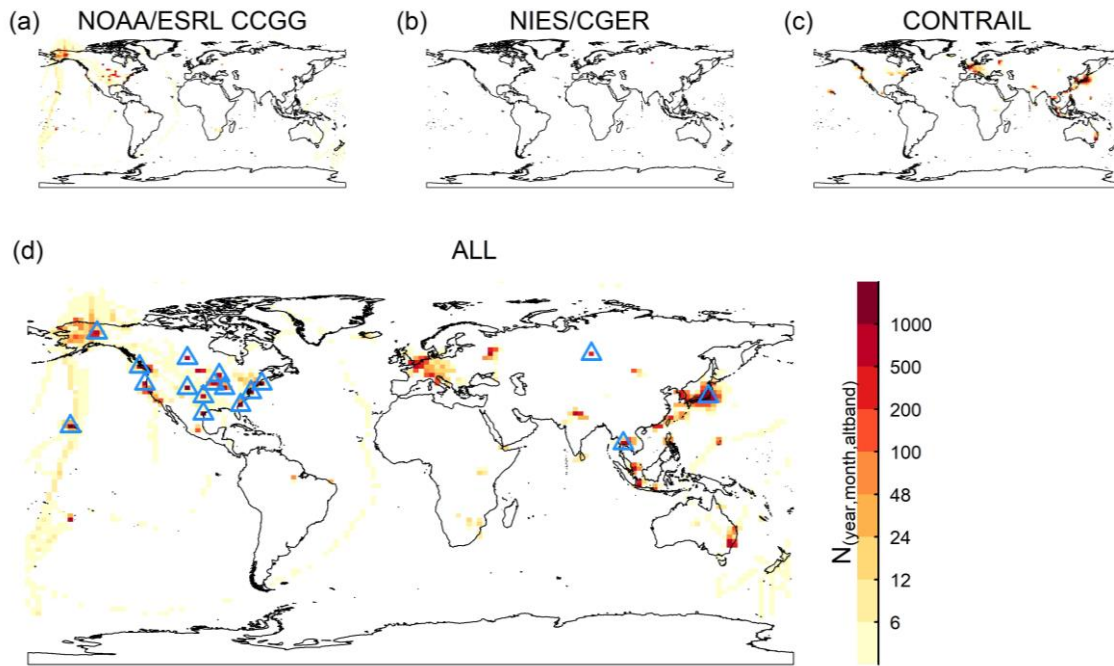 (a) NOAA/ESRL CCGG
(b) NIES/CGER
(c) CONTRAIL
(d) ALL
1000
500
200
100
48
24
12
6
N(year,month,altband)